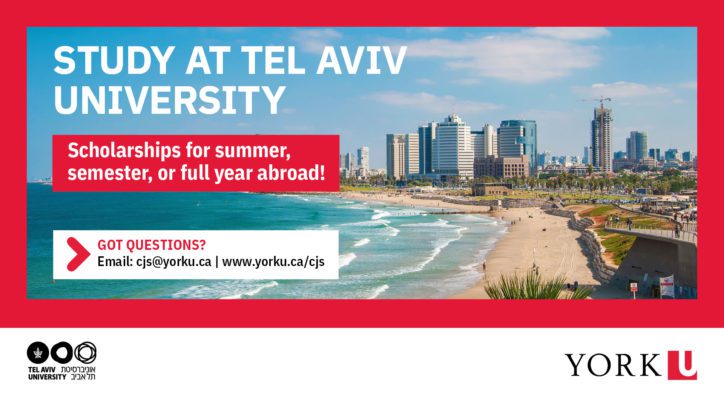 STUDY AT TEL AVIV
UNIVERSITY
Scholarships for summer,
semester, or full year abroad!
GOT QUESTIONS?
Email: cjs@yorku.ca | www.yorku.ca/cjs
TEL AVIV אוניברסיטת
UNIVERSITY תל אביב
YORK U